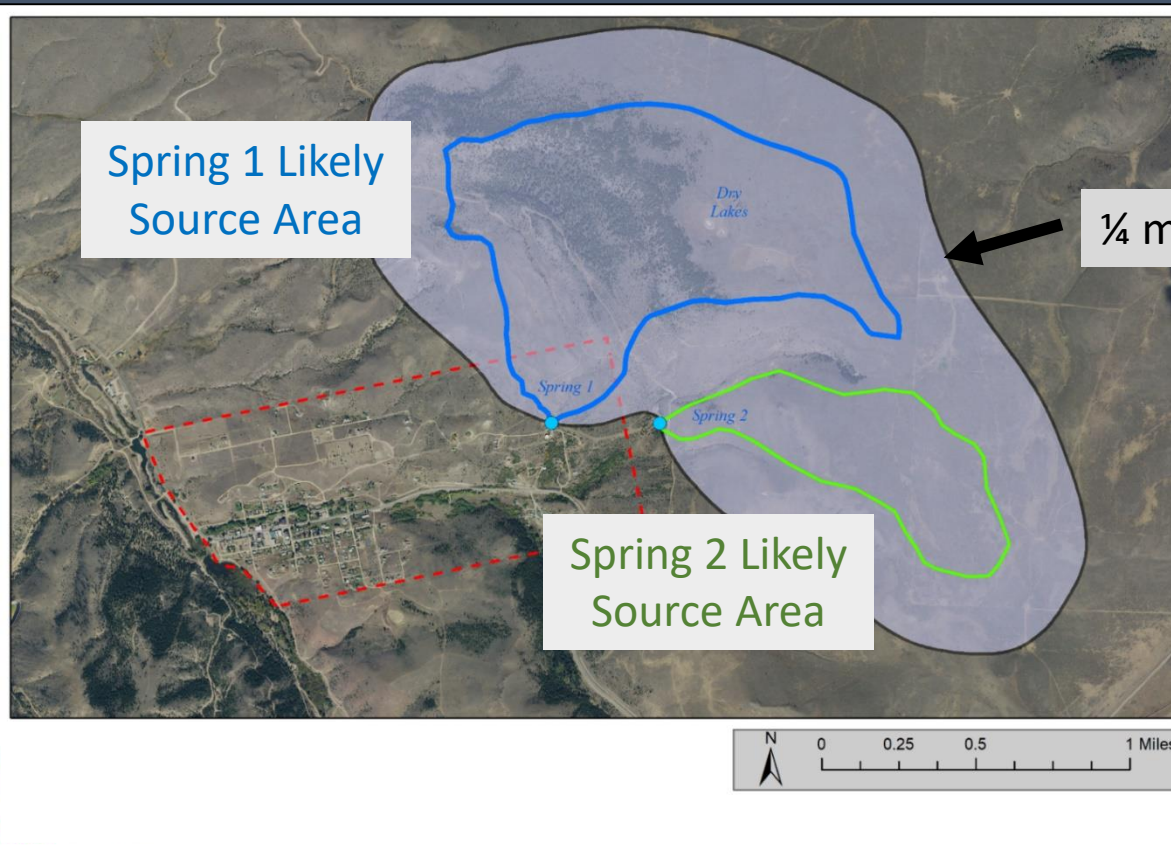 Spring 1 Likely
Source Area
Dry
Lakes
¼ m
Spring 1
Spring 2
Spring 2 Likely
Source Area
N
0 0.25 0.5 1 Miles